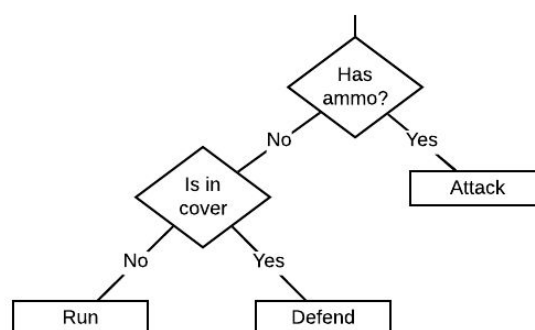 Has
ammo?
No
Yes
Is in
cover
Attack
No
Yes
Run
Defend